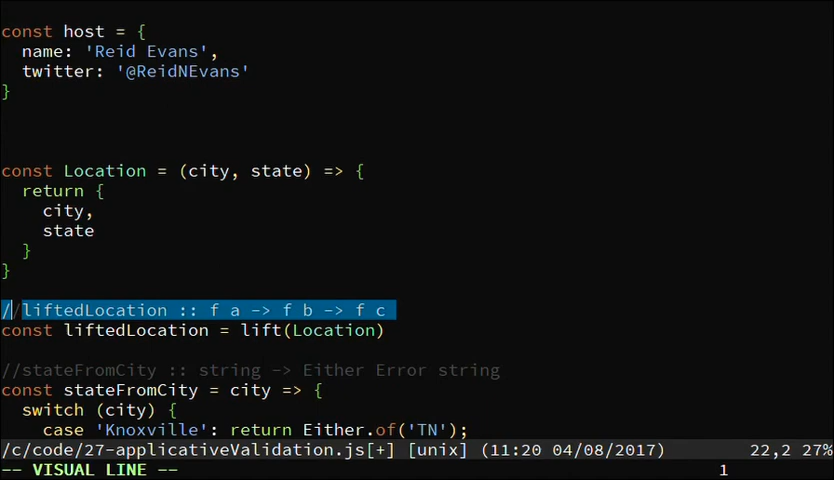 const host = {
name: 'Reid Evans',
twitter: '@ReidNEvans'
}
const Location = (city, state) => {
return {
city,
state
}
}
//liftedLocation :: f a -> f b -> f c
const liftedLocation = lift(Location)
//stateFromCity :: string -> Either Error string
const stateFromCity = city => {
switch (city) {
case 'Knoxville': return Either.of('TN');
/c/code/27-applicativeValidation.js[+] [unix] (11:20 04/08/2017) 22,2 27%
-- VISUAL LINE -- 1